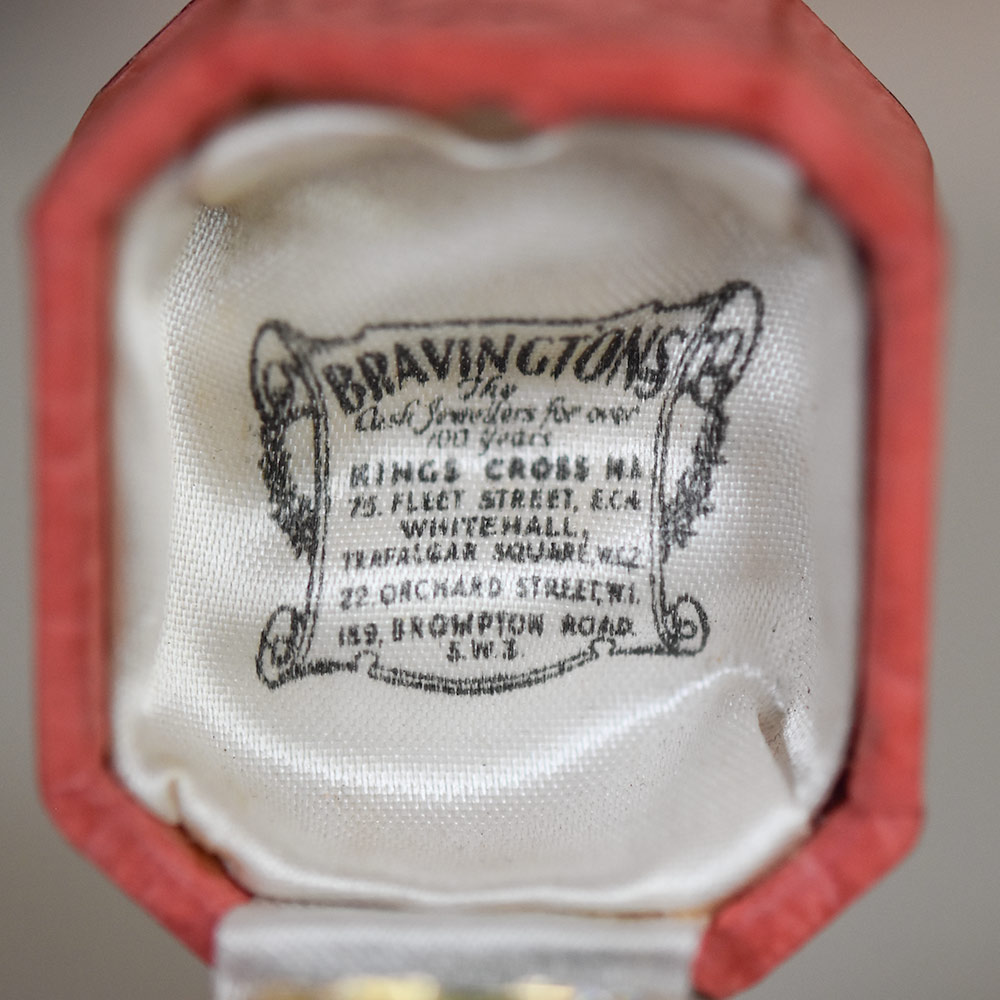 BRAVINGTONS
The
Cash Jewellers for over
100 years
KINGS CROSS N.1
75, FLEET STREET, E.C.4
WHITEHALL,
TRAFALGAR SQUARE, W.C.2
22 ORCHARD STREET, W.1.
189, BROMPTON ROAD.
S.W.3.